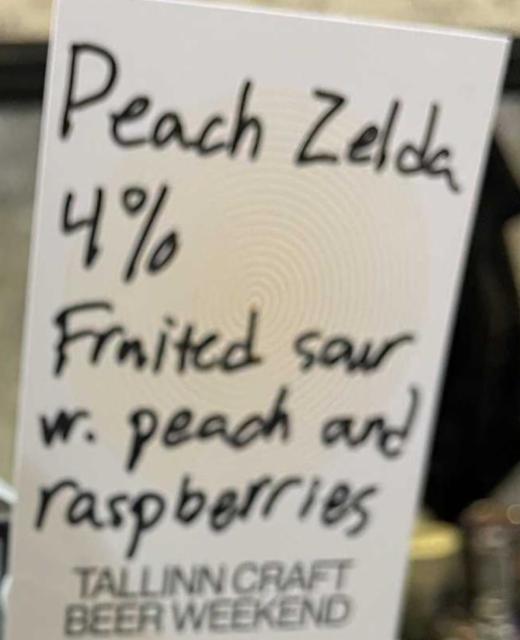 Peach Zelda
4%
Fruited sour
w. peach and
raspberries
TALLINN CRAFT
BEER WEEKEND